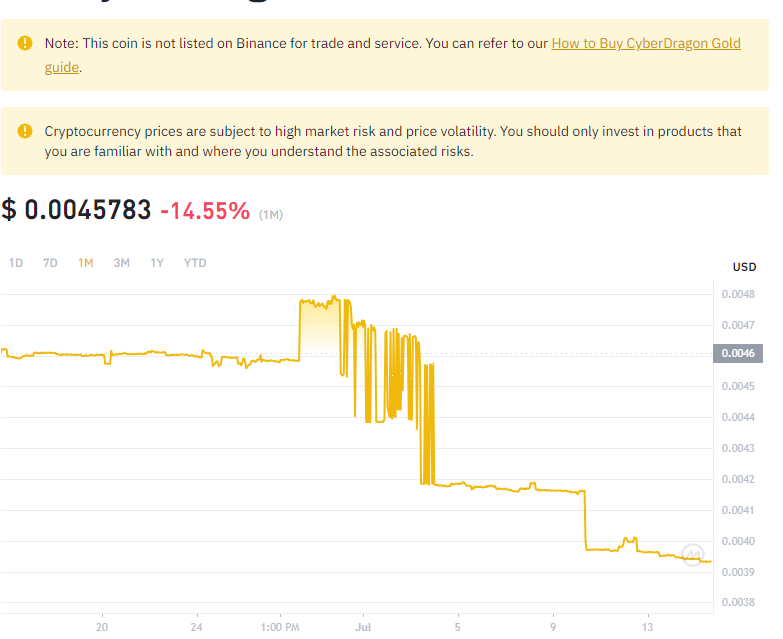 Note: This coin is not listed on Binance for trade and service. You can refer to our How to Buy CyberDragon Gold
guide.
Cryptocurrency prices are subject to high market risk and price volatility. You should only invest in products that
you are familiar with and where you understand the associated risks.
$ 0.0045783 -14.55% (1M)
1D 7D 1M 3M 1Y YTD
USD
0.0048
0.0047
0.0046
0.0045
0.0044
0.0043
0.0042
0.0041
0.0040
0.0039
0.0038
20 24 1:00 PM Jul 5 9 13